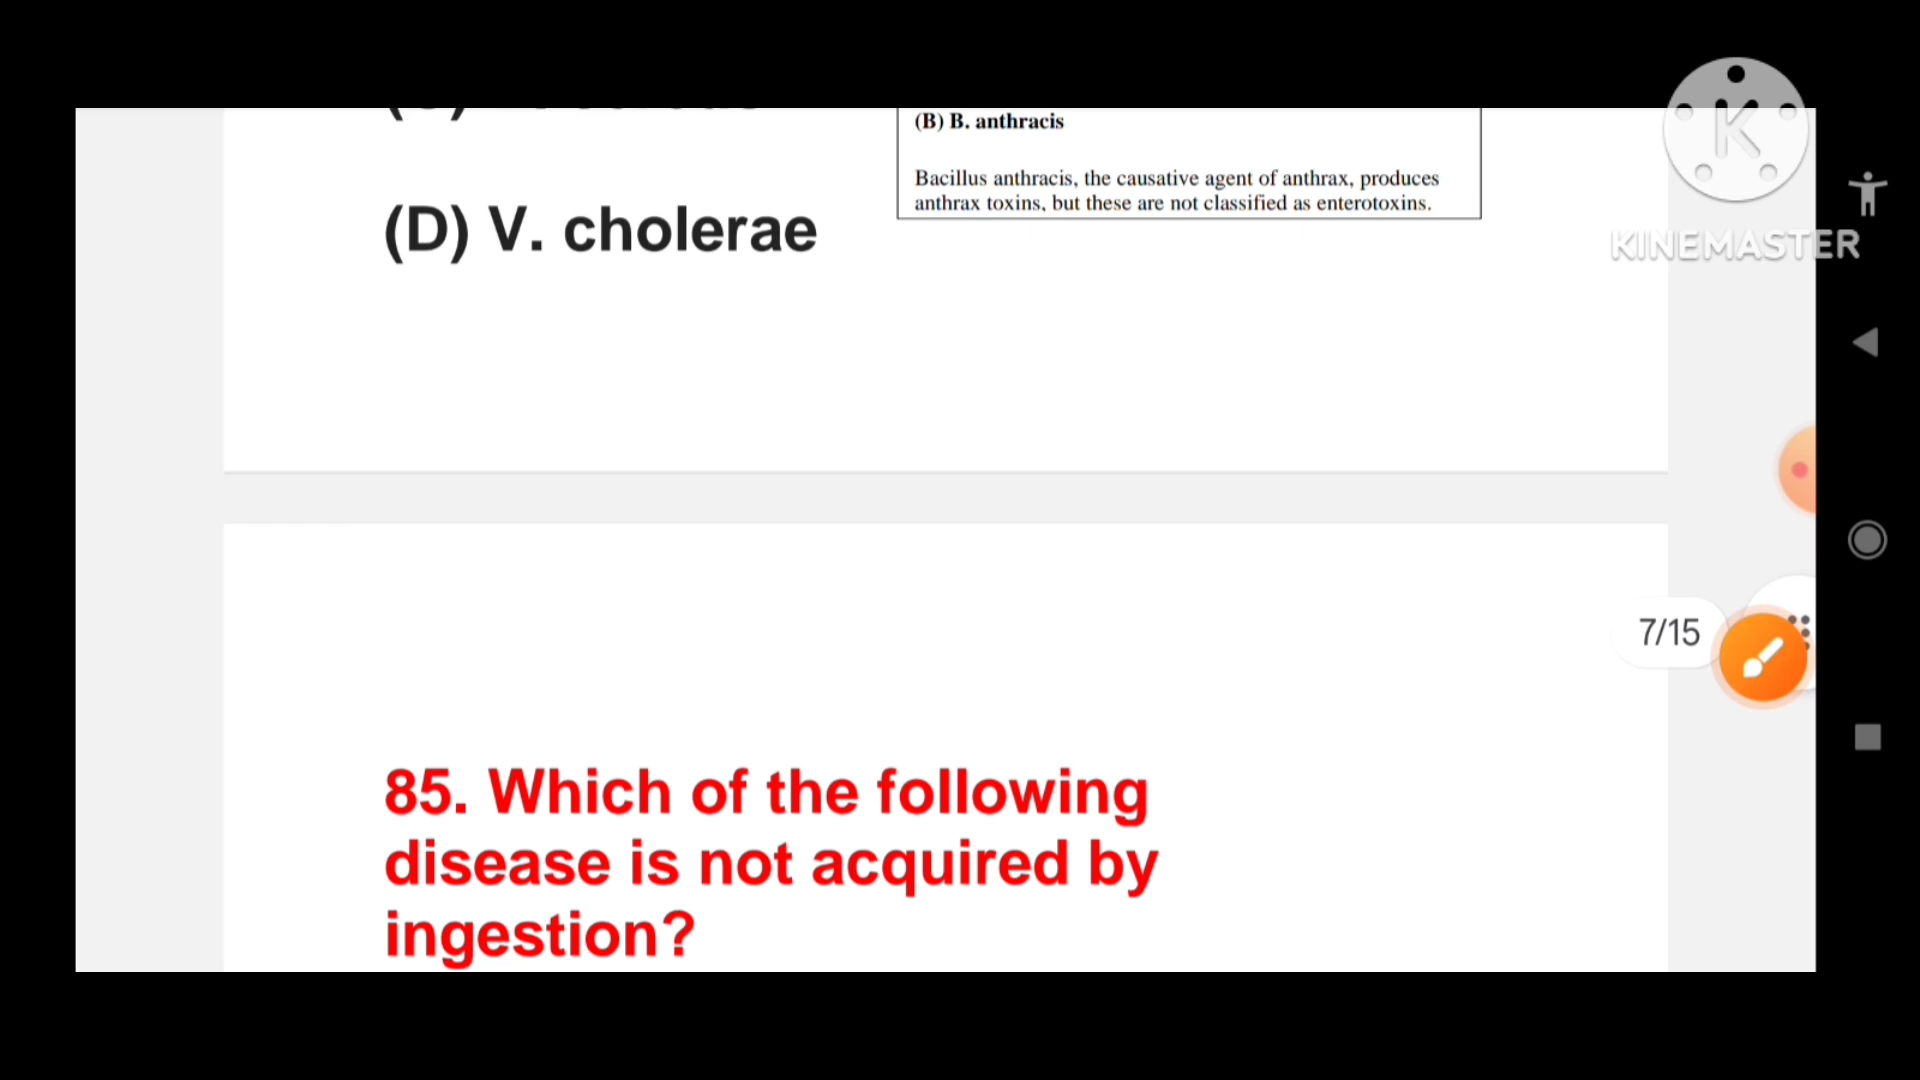 (B) B. anthracis
Bacillus anthracis, the causative agent of anthrax, produces
anthrax toxins, but these are not classified as enterotoxins.
(D) V. cholerae
K
KINEMASTER
7/15
85. Which of the following
disease is not acquired by
ingestion?